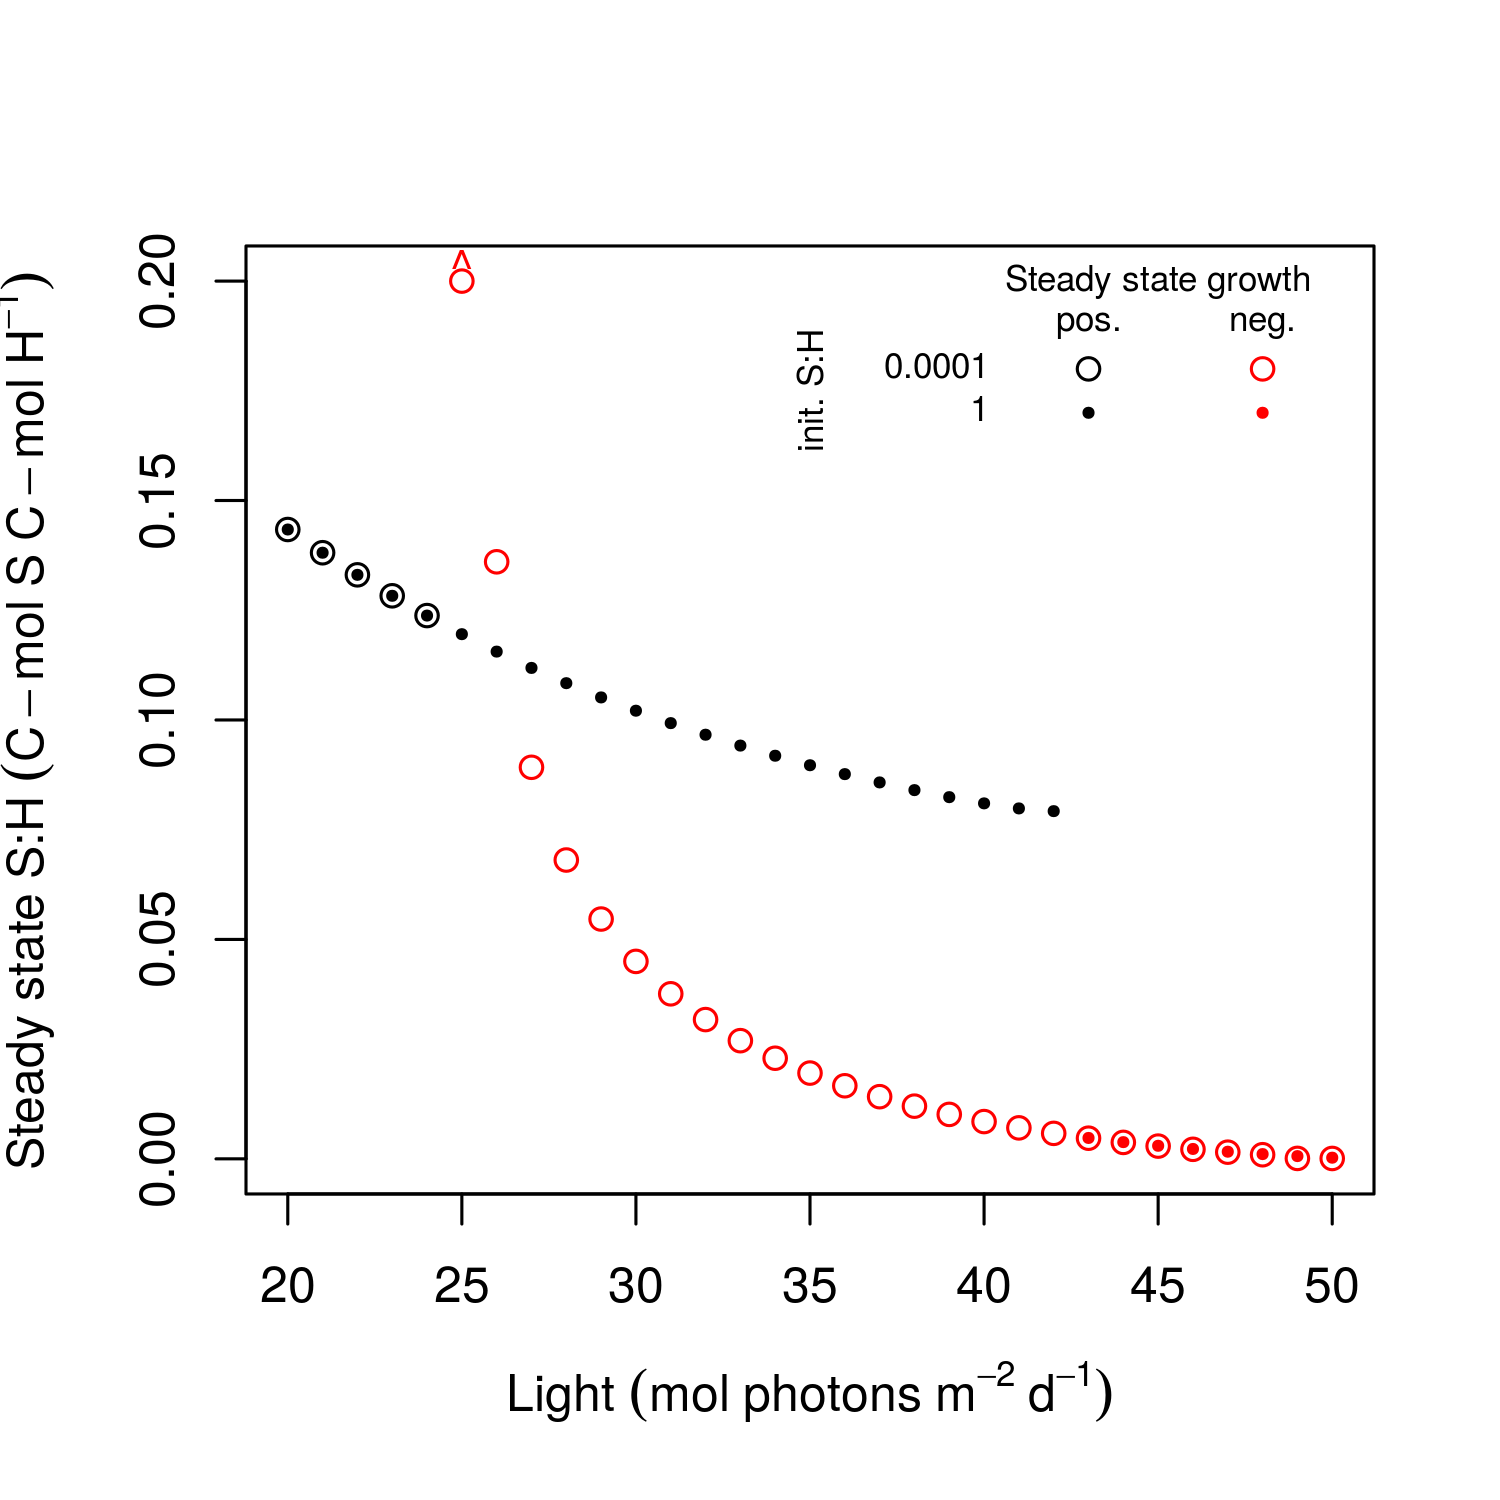 Steady state growth
pos. neg.
init. S:H
0.0001
1
^
0.20
0.15
0.10
0.05
0.00
Steady state S:H (C−mol S C−mol H⁻¹)
20 25 30 35 40 45 50
Light (mol photons m⁻² d⁻¹)